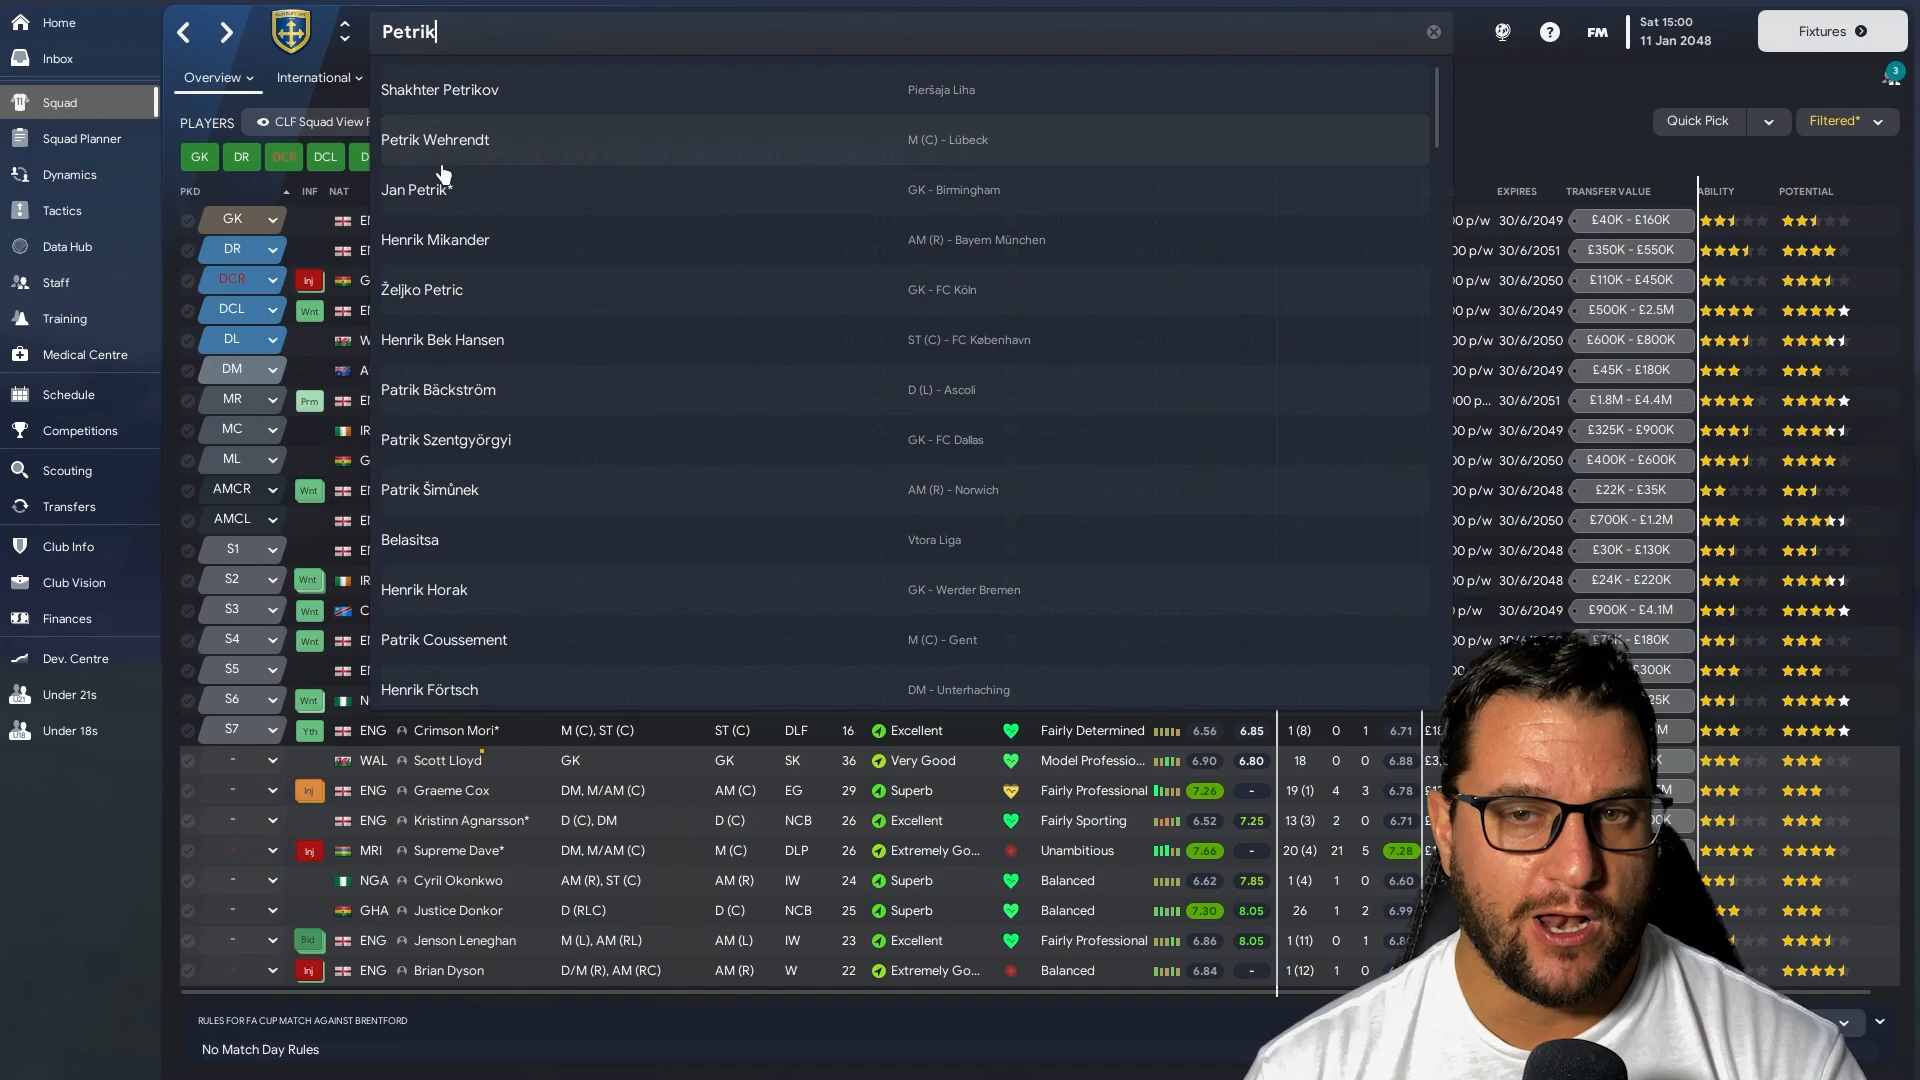 Home
Inbox
Squad
Squad Planner
Dynamics
Tactics
Data Hub
Staff
Training
Medical Centre
Schedule
Competitions
Scouting
Transfers
Club Info
Club Vision
Finances
Dev. Centre
Under 21s
Under 18s
Petrik
FM
Sat 15:00
11 Jan 2048
Fixtures
3
Overview
International
PLAYERS
CLF Squad View
Quick Pick
Filtered*
GK DR DCR DCL
PKD INF NAT EXPIRES TRANSFER VALUE ABILITY POTENTIAL
Shakhter Petrikov Pieršaja Liha
Petrik Wehrendt M (C) - Lübeck
Jan Petrik* GK - Birmingham
Henrik Mikander AM (R) - Bayern München
Željko Petric GK - FC Köln
Henrik Bek Hansen ST (C) - FC København
Patrik Bäckström D (L) - Ascoli
Patrik Szentgyörgyi GK - FC Dallas
Patrik Šimůnek AM (R) - Norwich
Belasitsa Vtora Liga
Henrik Horak GK - Werder Bremen
Patrik Coussement M (C) - Gent
Henrik Förtsch DM - Unterhaching
GK 30/6/2049 £40K - £160K
DR 30/6/2051 £350K - £550K
DCR Inj 30/6/2050 £110K - £450K
DCL Wnt 30/6/2049 £500K - £2.5M
DL 30/6/2050 £600K - £800K
DM 30/6/2049 £45K - £180K
MR Prm 30/6/2051 £1.8M - £4.4M
MC 30/6/2049 £325K - £900K
ML 30/6/2050 £400K - £600K
AMCR Wnt 30/6/2048 £22K - £35K
AMCL 30/6/2050 £700K - £1.2M
S1 30/6/2048 £30K - £130K
S2 Wnt 30/6/2048 £24K - £220K
S3 Wnt p/w 30/6/2049 £900K - £4.1M
S4 Wnt
S5
S6 Wnt
S7 Yth ENG Crimson Mori* M (C), ST (C) ST (C) DLF 16 Excellent Fairly Determined 6.56 6.85 1 (8) 0 1 6.71
- WAL Scott Lloyd GK GK SK 36 Very Good Model Professio... 6.90 6.80 18 0 0 6.88
- Inj ENG Graeme Cox DM, M/AM (C) AM (C) EG 29 Superb Fairly Professional 7.26 - 19 (1) 4 3 6.78
- ENG Kristinn Agnarsson* D (C), DM D (C) NCB 26 Excellent Fairly Sporting 6.52 7.25 13 (3) 2 0 6.71
- Inj MRI Supreme Dave* DM, M/AM (C) M (C) DLP 26 Extremely Go... Unambitious 7.66 - 20 (4) 21 5 7.28
- NGA Cyril Okonkwo AM (R), ST (C) AM (R) IW 24 Superb Balanced 6.62 7.85 1 (4) 1 0 6.60
- GHA Justice Donkor D (RLC) D (C) NCB 25 Superb Balanced 7.30 8.05 26 1 2 6.99
- Bid ENG Jenson Leneghan M (L), AM (RL) AM (L) IW 23 Excellent Fairly Professional 6.86 8.05 1 (11) 0 1
- Inj ENG Brian Dyson D/M (R), AM (RC) AM (R) W 22 Extremely Go... Balanced 6.84 - 1 (12) 1 0
RULES FOR FA CUP MATCH AGAINST BRENTFORD
No Match Day Rules